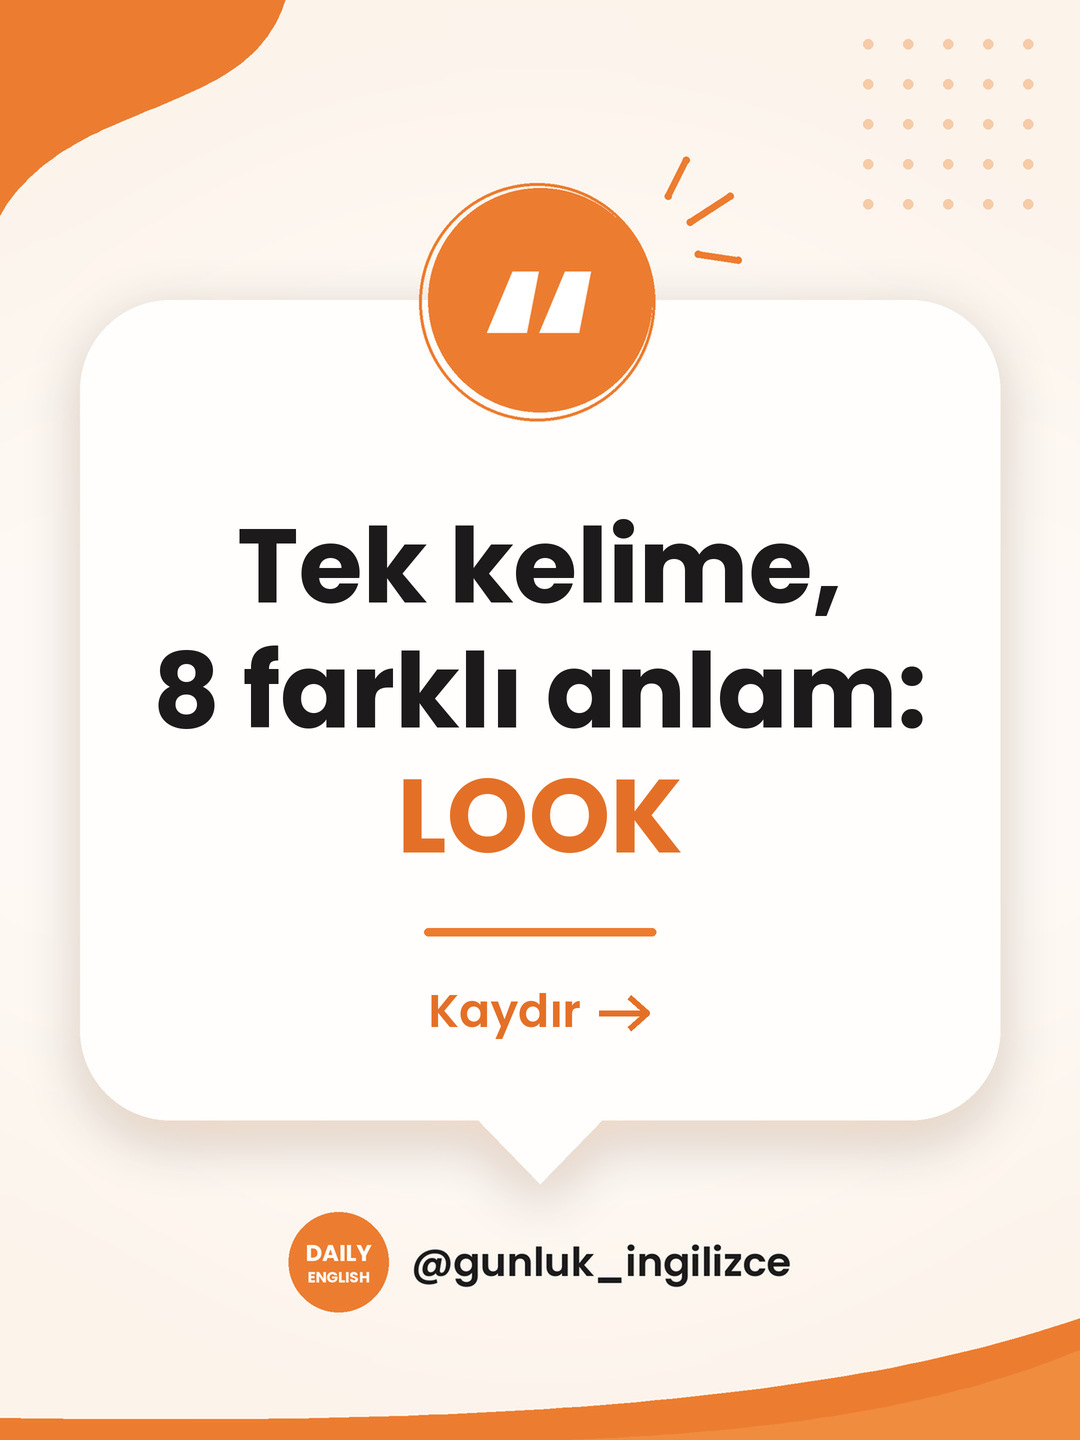 Tek kelime,
8 farklı anlam:
LOOK
Kaydır →
DAILY
ENGLISH
@gunluk_ingilizce